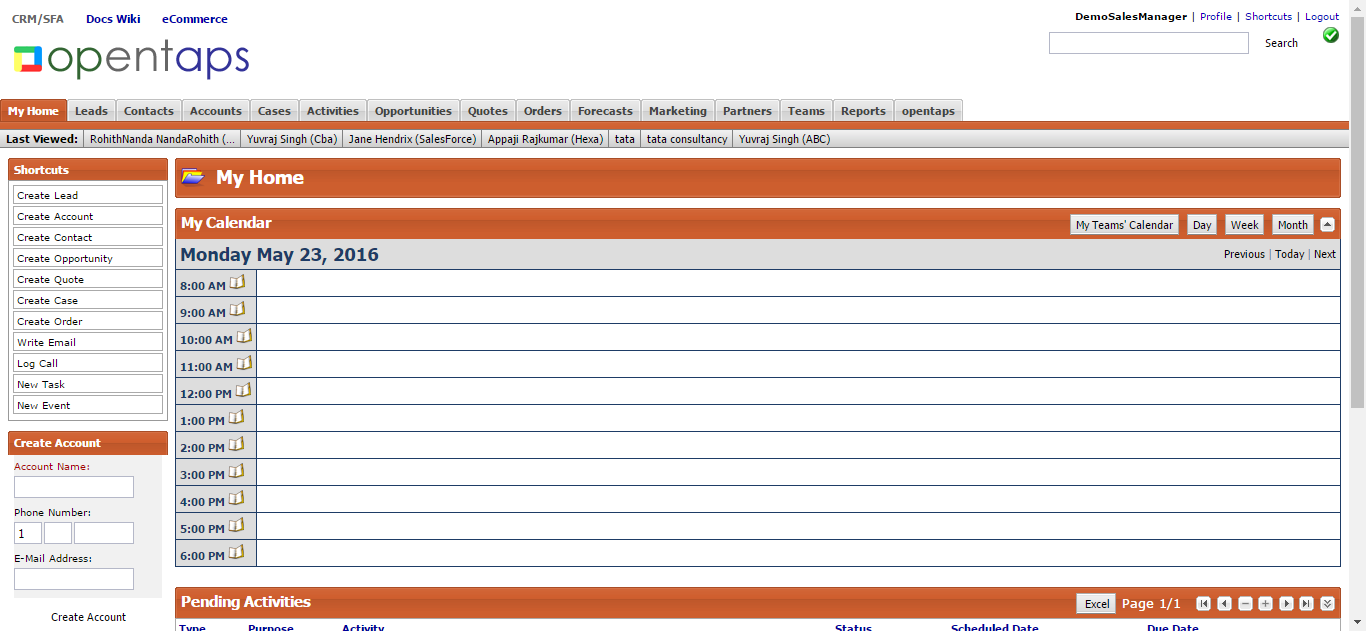 CRM/SFA Docs Wiki eCommerce
DemoSalesManager | Profile | Shortcuts | Logout
opentaps
Search
My Home Leads Contacts Accounts Cases Activities Opportunities Quotes Orders Forecasts Marketing Partners Teams Reports opentaps
Last Viewed: RohithNanda NandaRohith (... Yuvraj Singh (Cba) Jane Hendrix (SalesForce) Appaji Rajkumar (Hexa) tata tata consultancy Yuvraj Singh (ABC)
Shortcuts
Create Lead
Create Account
Create Contact
Create Opportunity
Create Quote
Create Case
Create Order
Write Email
Log Call
New Task
New Event
Create Account
Account Name:
Phone Number:
1
E-Mail Address:
Create Account
My Home
My Calendar
My Teams' Calendar Day Week Month
Monday May 23, 2016
Previous | Today | Next
8:00 AM
9:00 AM
10:00 AM
11:00 AM
12:00 PM
1:00 PM
2:00 PM
3:00 PM
4:00 PM
5:00 PM
6:00 PM
Pending Activities
Excel Page 1/1
Type Purpose Activity Status Scheduled Date Due Date